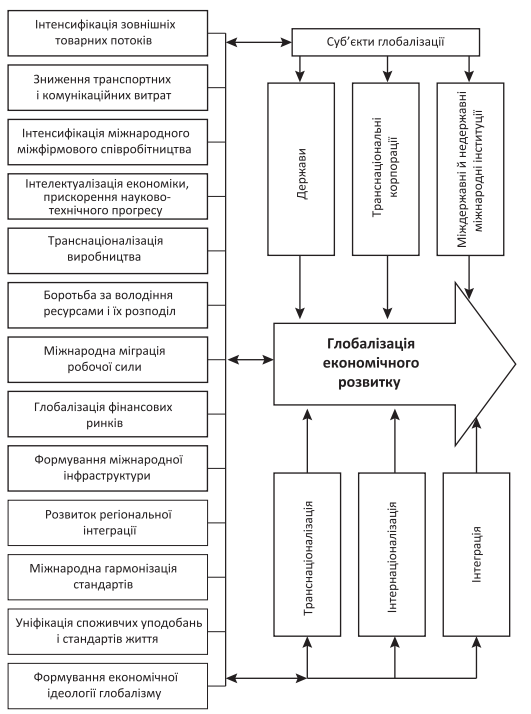 Інтенсифікація зовнішніх
товарних потоків
Зниження транспортних
і комунікаційних витрат
Інтенсифікація міжнародного
міжфірмового співробітництва
Інтелектуалізація економіки,
прискорення науково-
технічного прогресу
Транснаціоналізація
виробництва
Боротьба за володіння
ресурсами і їх розподіл
Міжнародна міграція
робочої сили
Глобалізація фінансових
ринків
Формування міжнародної
інфраструктури
Розвиток регіональної
інтеграції
Міжнародна гармонізація
стандартів
Уніфікація споживчих уподобань
і стандартів життя
Формування економічної
ідеології глобалізму
Суб’єкти глобалізації
Держави
Транснаціональні
корпорації
Міждержавні й недержавні
міжнародні інституції
Глобалізація
економічного
розвитку
Транснаціоналізація
Інтернаціоналізація
Інтеграція